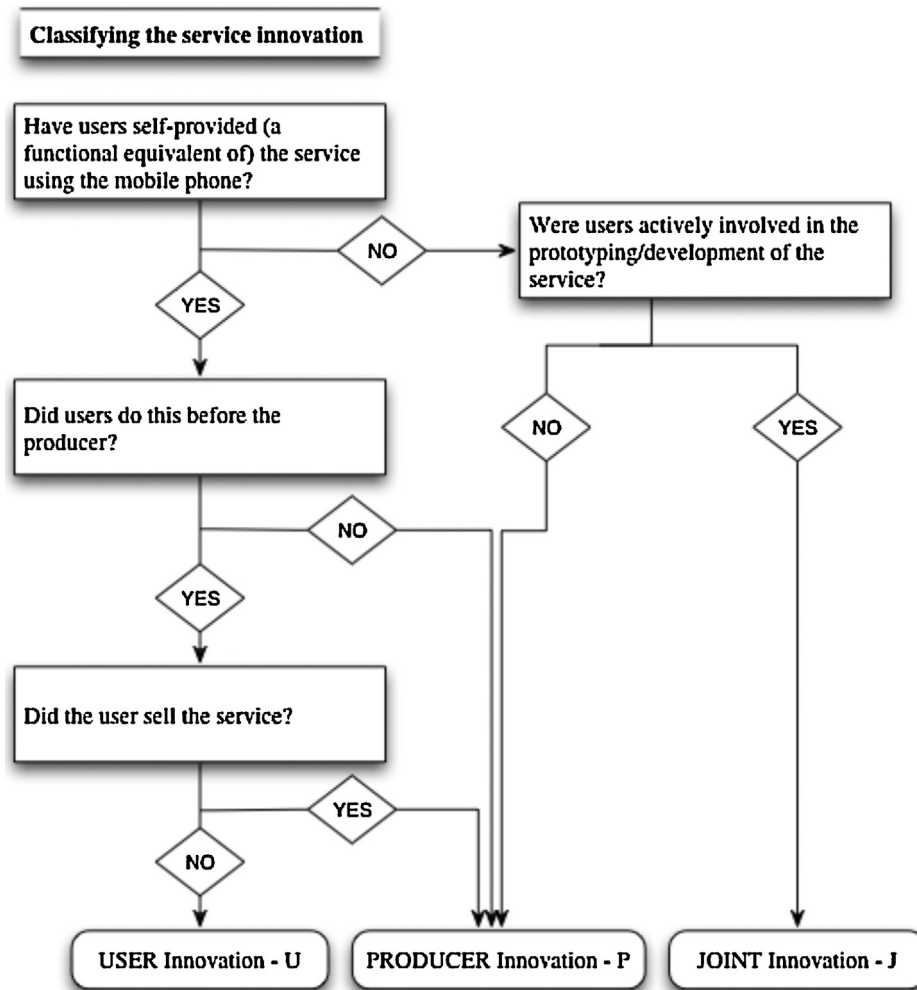 Classifying the service innovation
Have users self-provided (a
functional equivalent of) the service
using the mobile phone?
NO
Were users actively involved in the
prototyping/development of the
service?
YES
Did users do this before the
producer?
NO
YES
NO
YES
Did the user sell the service?
YES
NO
USER Innovation - U
PRODUCER Innovation - P
JOINT Innovation - J